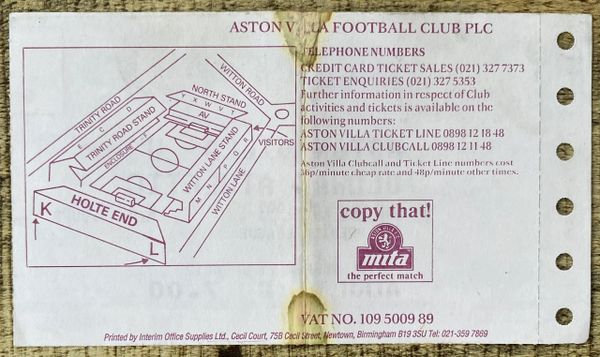 ASTON VILLA FOOTBALL CLUB PLC
TELEPHONE NUMBERS
CREDIT CARD TICKET SALES (021) 327 7373
TICKET ENQUIRIES (021) 327 5353
Further information in respect of Club
activities and tickets is available on the
following numbers:
ASTON VILLA TICKET LINE 0898 12 18 48
ASTON VILLA CLUBCALL 0898 12 11 48
Aston Villa Clubcall and Ticket Line numbers cost
36p/minute cheap rate and 48p/minute other times.
TRINITY ROAD
WITTON ROAD
NORTH STAND
Y X W V T
AV
E C D
TRINITY ROAD STAND
ENCLOSURE T
WITTON LANE STAND
M N P Q R
VISITORS
WITTON LANE
HOLTE END
K
L
copy that!
ASTON VILLA F.C.
mita
the perfect match
VAT NO. 109 5009 89
Printed by Interim Office Supplies Ltd., Cecil Court, 75B Cecil Street, Newtown, Birmingham B19 3SU Tel: 021-359 7869